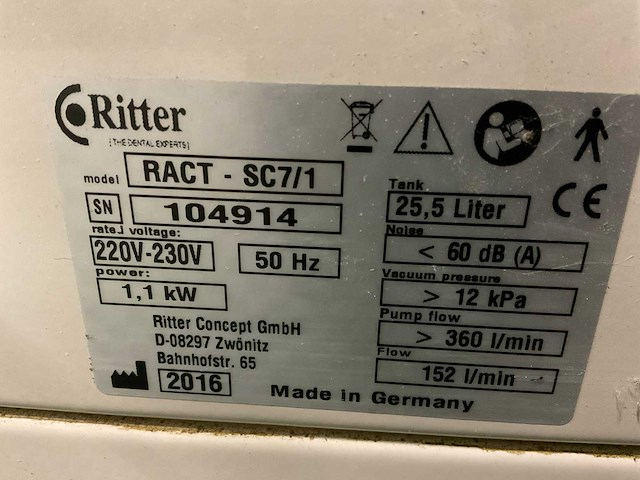 Ritter
[THE DENTAL EXPERTS]
model RACT - SC7/1
SN 104914
rated voltage:
220V-230V 50 Hz
power:
1,1 kW
Ritter Concept GmbH
D-08297 Zwönitz
Bahnhofstr. 65
2016
Tank
25,5 Liter
CE
Noise
< 60 dB (A)
Vacuum pressure
> 12 kPa
Pump flow
> 360 l/min
Flow
152 l/min
Made in Germany